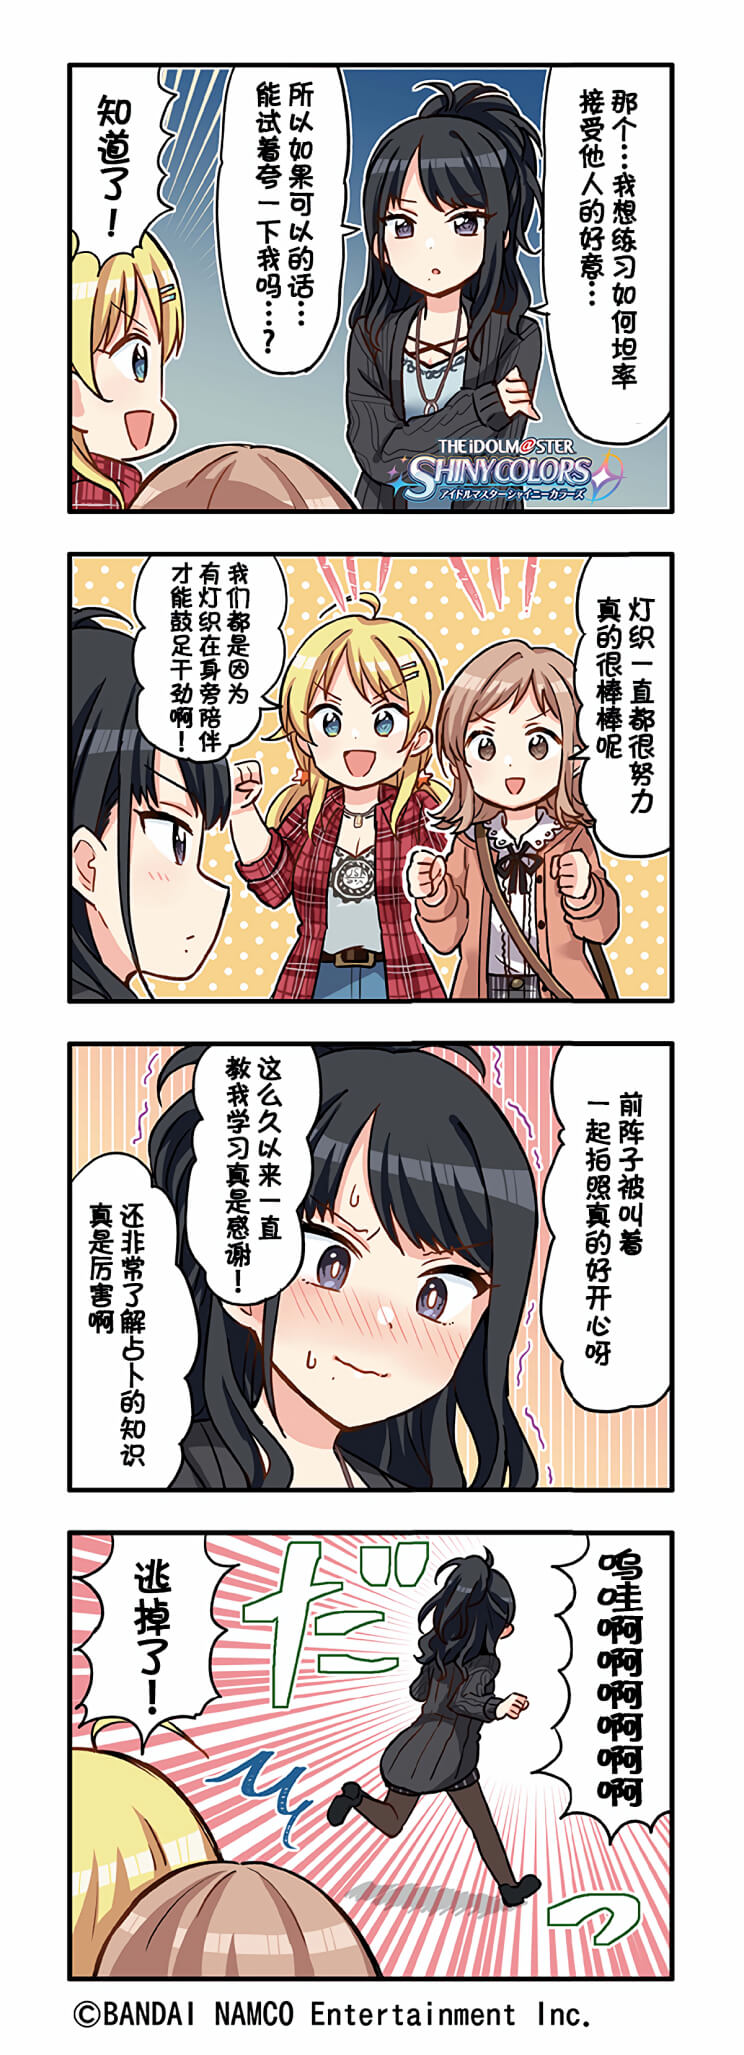 那个…我想练习如何坦率
接受他人的好意…
所以如果可以的话…
能试着夸一下我吗…?
知道了!
THE iDOLM@STER
SHINY COLORS
アイドルマスターシャイニーカラーズ
灯织一直都很努力
真的很棒棒呢
我们都是因为
有灯织在身旁陪伴
才能鼓足干劲啊!
前阵子被叫着
一起拍照真的好开心呀
这么久以来一直
教我学习真是感谢!
还非常了解占卜的知识
真是厉害啊
呜哇啊啊啊啊啊啊
だっ
逃掉了!
©BANDAI NAMCO Entertainment Inc.